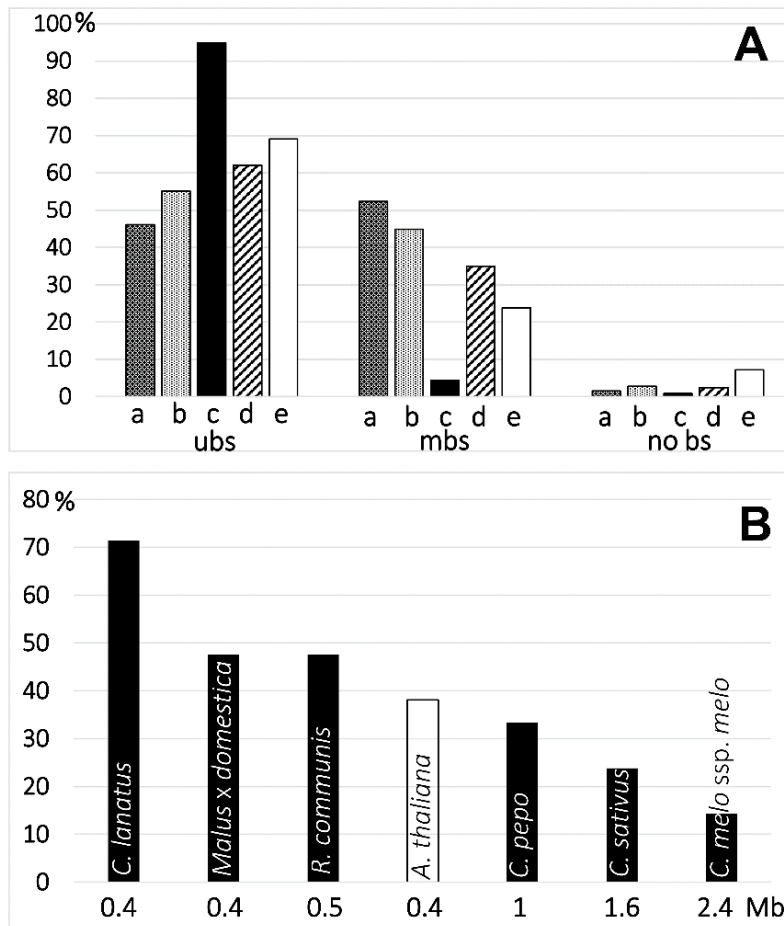 100 %
A
90
80
70
60
50
40
30
20
10
0
a b c d e a b c d e a b c d e
ubs mbs no bs
80 %
B
70
60
50
40
30
20
10
0
C. lanatus
Malus x domestica
R. communis
A. thaliana
C. pepo
C. sativus
C. melo ssp. melo
0.4 0.4 0.5 0.4 1 1.6 2.4 Mb